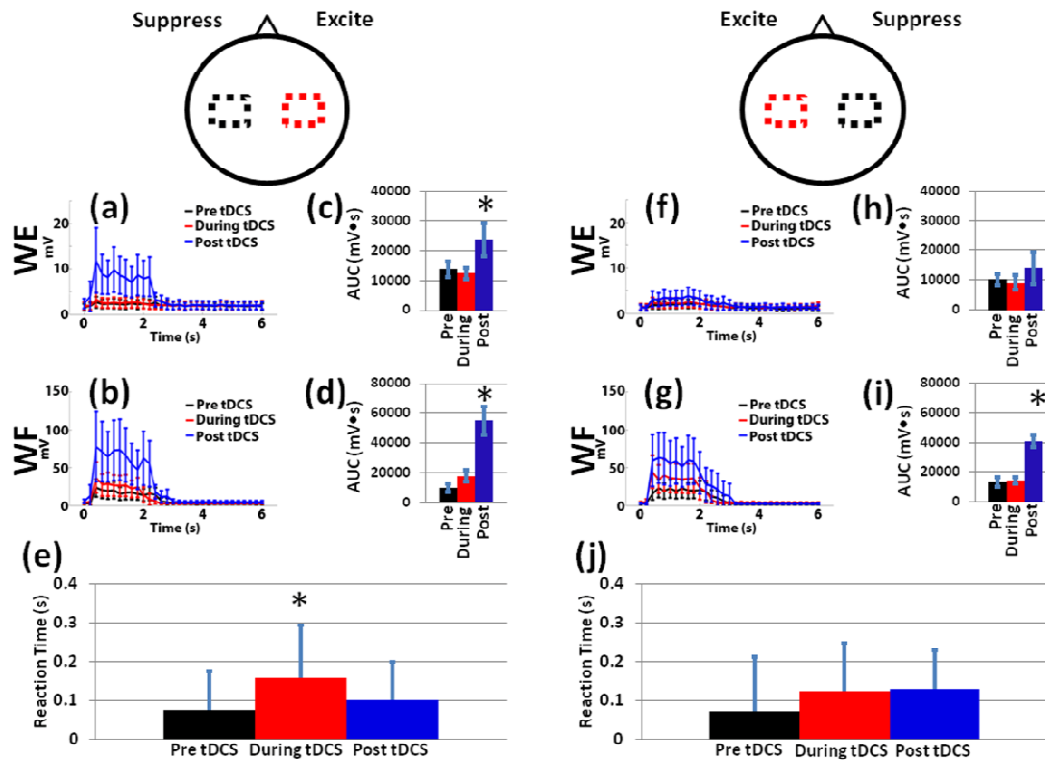 Suppress Excite
Excite Suppress
(a)
WE
mV
20
10
0
Pre tDCS
During tDCS
Post tDCS
0 2 4 6
Time (s)
(c)
AUC (mV•s)
40000
30000
20000
10000
0
*
Pre
During
Post
(b)
WF
mV
150
100
50
0
Pre tDCS
During tDCS
Post tDCS
0 2 4 6
Time (s)
(d)
AUC (mV•s)
80000
60000
40000
20000
0
*
Pre
During
Post
(e)
Reaction Time (s)
0.4
0.3
0.2
0.1
0
*
Pre tDCS During tDCS Post tDCS
(f)
WE
mV
20
10
0
Pre tDCS
During tDCS
Post tDCS
0 2 4 6
Time (s)
(h)
AUC (mV•s)
40000
30000
20000
10000
0
Pre
During
Post
(g)
WF
mV
150
100
50
0
Pre tDCS
During tDCS
Post tDCS
0 2 4 6
Time (s)
(i)
AUC (mV•s)
80000
60000
40000
20000
0
*
Pre
During
Post
(j)
Reaction Time (s)
0.4
0.3
0.2
0.1
0
Pre tDCS During tDCS Post tDCS